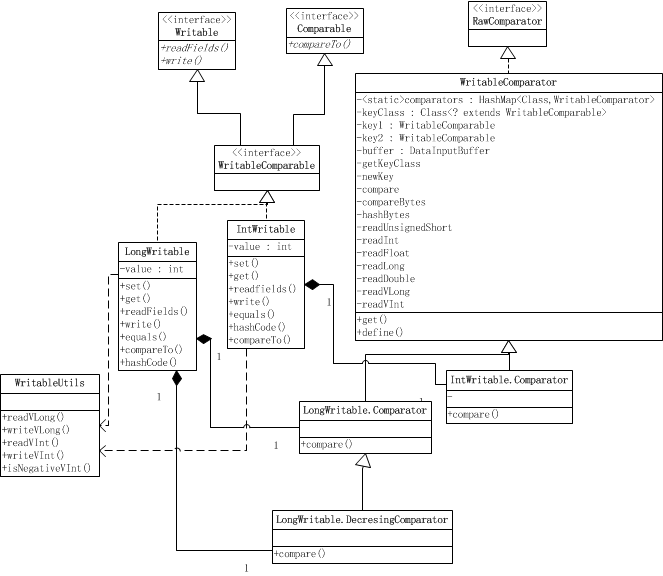 <<interface>>
Writable
+readFields()
+write()
<<interface>>
Comparable
+compareTo()
<<interface>>
RawComparator
WritableComparator
-<static>comparators : HashMap<Class,WritableComparator>
-keyClass : Class<? extends WritableComparable>
-key1 : WritableComparable
-key2 : WritableComparable
-buffer : DataInputBuffer
-getKeyClass
-newKey
-compare
-compareBytes
-hashBytes
-readUnsignedShort
-readInt
-readFloat
-readLong
-readDouble
-readVLong
-readVInt
+get()
+define()
<<interface>>
WritableComparable
IntWritable
-value : int
+set()
+get()
+readfields()
+write()
+equals()
+hashCode()
+compareTo()
1
LongWritable
-value : int
+set()
+get()
+readFields()
+write()
+equals()
+compareTo()
+hashCode()
1
1
WritableUtils
+readVLong()
+writeVLong()
+readVInt()
+writeVInt()
+isNegativeVInt()
IntWritable.Comparator
-
+compare()
1
LongWritable.Comparator
+compare()
1
LongWritable.DecresingComparator
+compare()
1